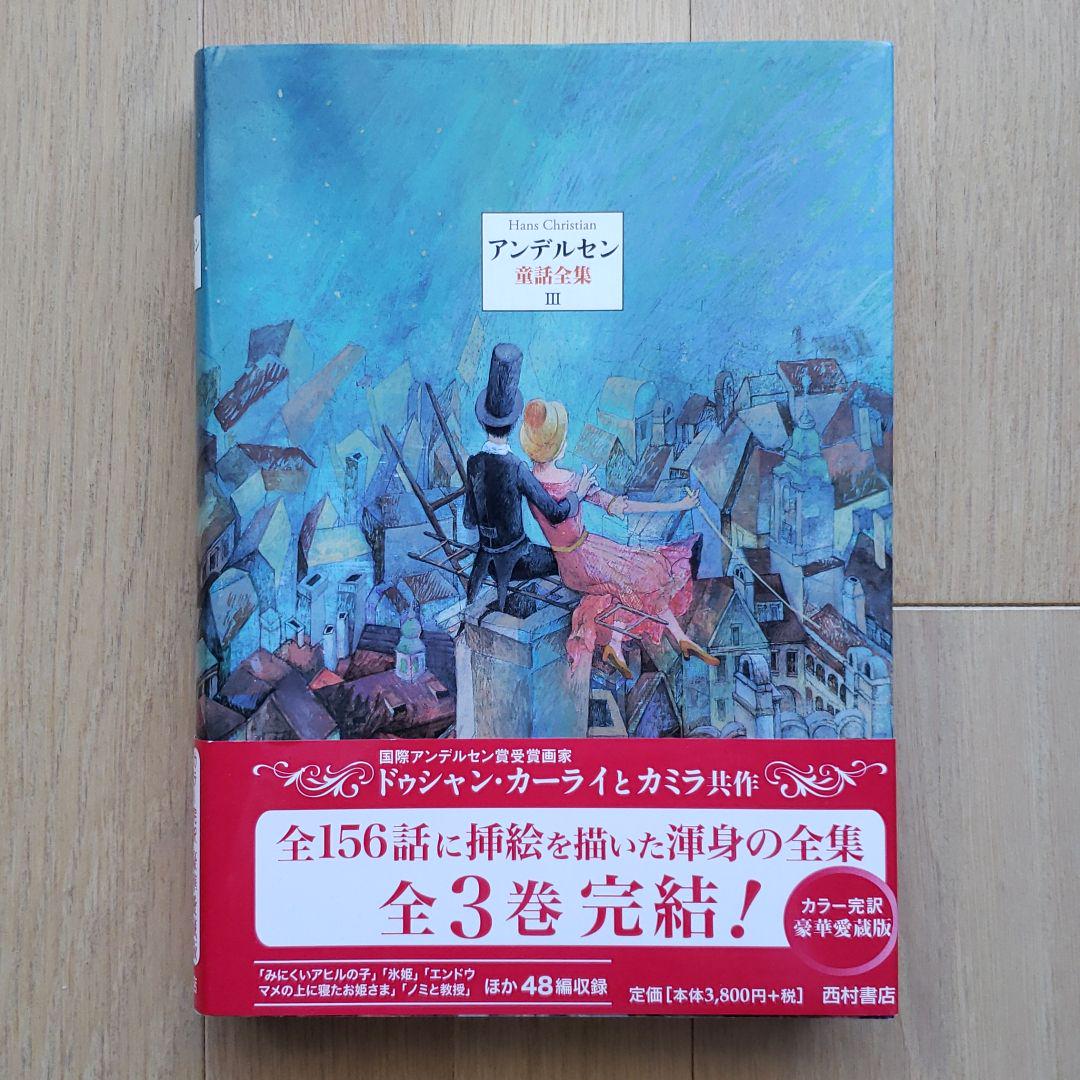 Hans Christian
アンデルセン
童話全集
III
国際アンデルセン賞受賞画家
ドゥシャン・カーライとカミラ共作
全156話に挿絵を描いた渾身の全集
全3巻 完結!
カラー完訳
豪華愛蔵版
「みにくいアヒルの子」「氷姫」「エンドウ
マメの上に寝たお姫さま」「ノミと教授」
ほか48編収録
定価[本体3,800円+税]
西村書店